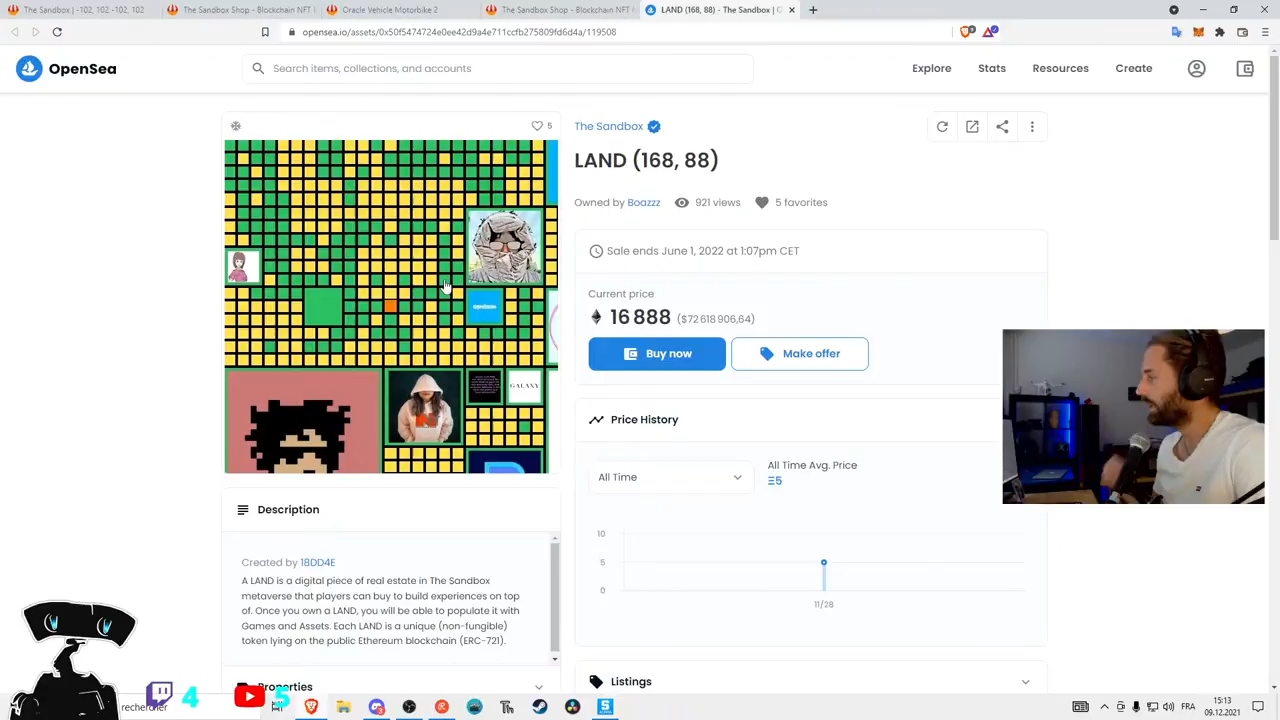 The Sandbox | -102, 102: -102, 102
The Sandbox Shop - Blockchain NFT
Oracle Vehicle Motorbike 2
The Sandbox Shop - Blockchain NFT
LAND (168, 88) - The Sandbox | O
opensea.io/assets/0x50f5474724e0ee42d9a4e711ccfb275809fd6d4a/119508
OpenSea
Search items, collections, and accounts
Explore
Stats
Resources
Create
5
The Sandbox
LAND (168, 88)
Owned by Boazzz
921 views
5 favorites
Sale ends June 1, 2022 at 1:07pm CET
Current price
16 888 ($72 618 906,64)
Buy now
Make offer
GALAXY
Price History
All Time
All Time Avg. Price
Ξ5
10
5
0
11/28
Description
Created by 18DD4E
A LAND is a digital piece of real estate in The Sandbox
metaverse that players can buy to build experiences on top
of. Once you own a LAND, you will be able to populate it with
Games and Assets. Each LAND is a unique (non-fungible)
token lying on the public Ethereum blockchain (ERC-721).
Properties
Listings
4
5
rechercher
FRA
15:13
09.12.2021